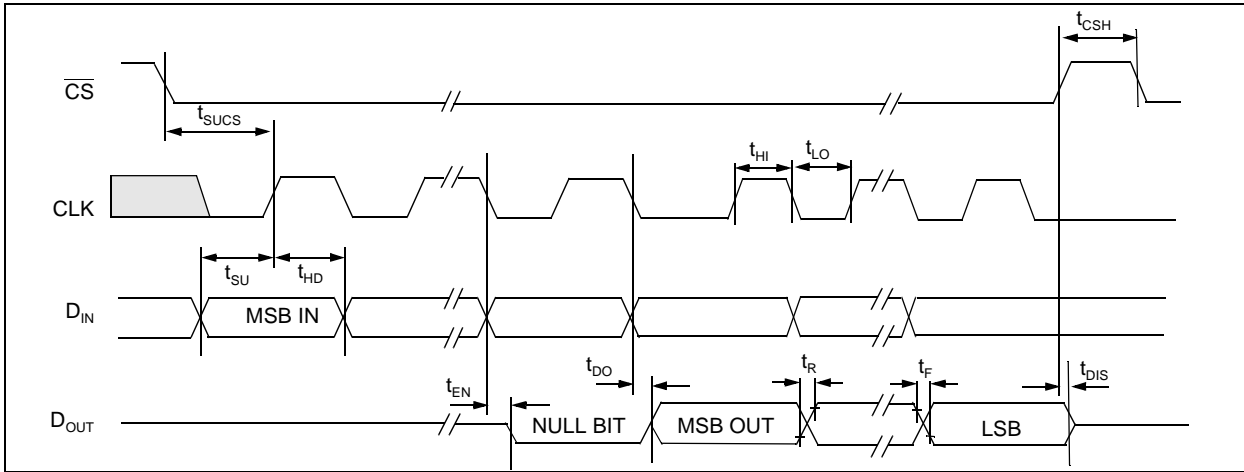 t_CSH
C̅S̅
t_SUCS
t_HI
t_LO
CLK
t_SU
t_HD
D_IN
MSB IN
t_EN
t_DO
t_R
t_F
t_DIS
D_OUT
NULL BIT
MSB OUT
LSB